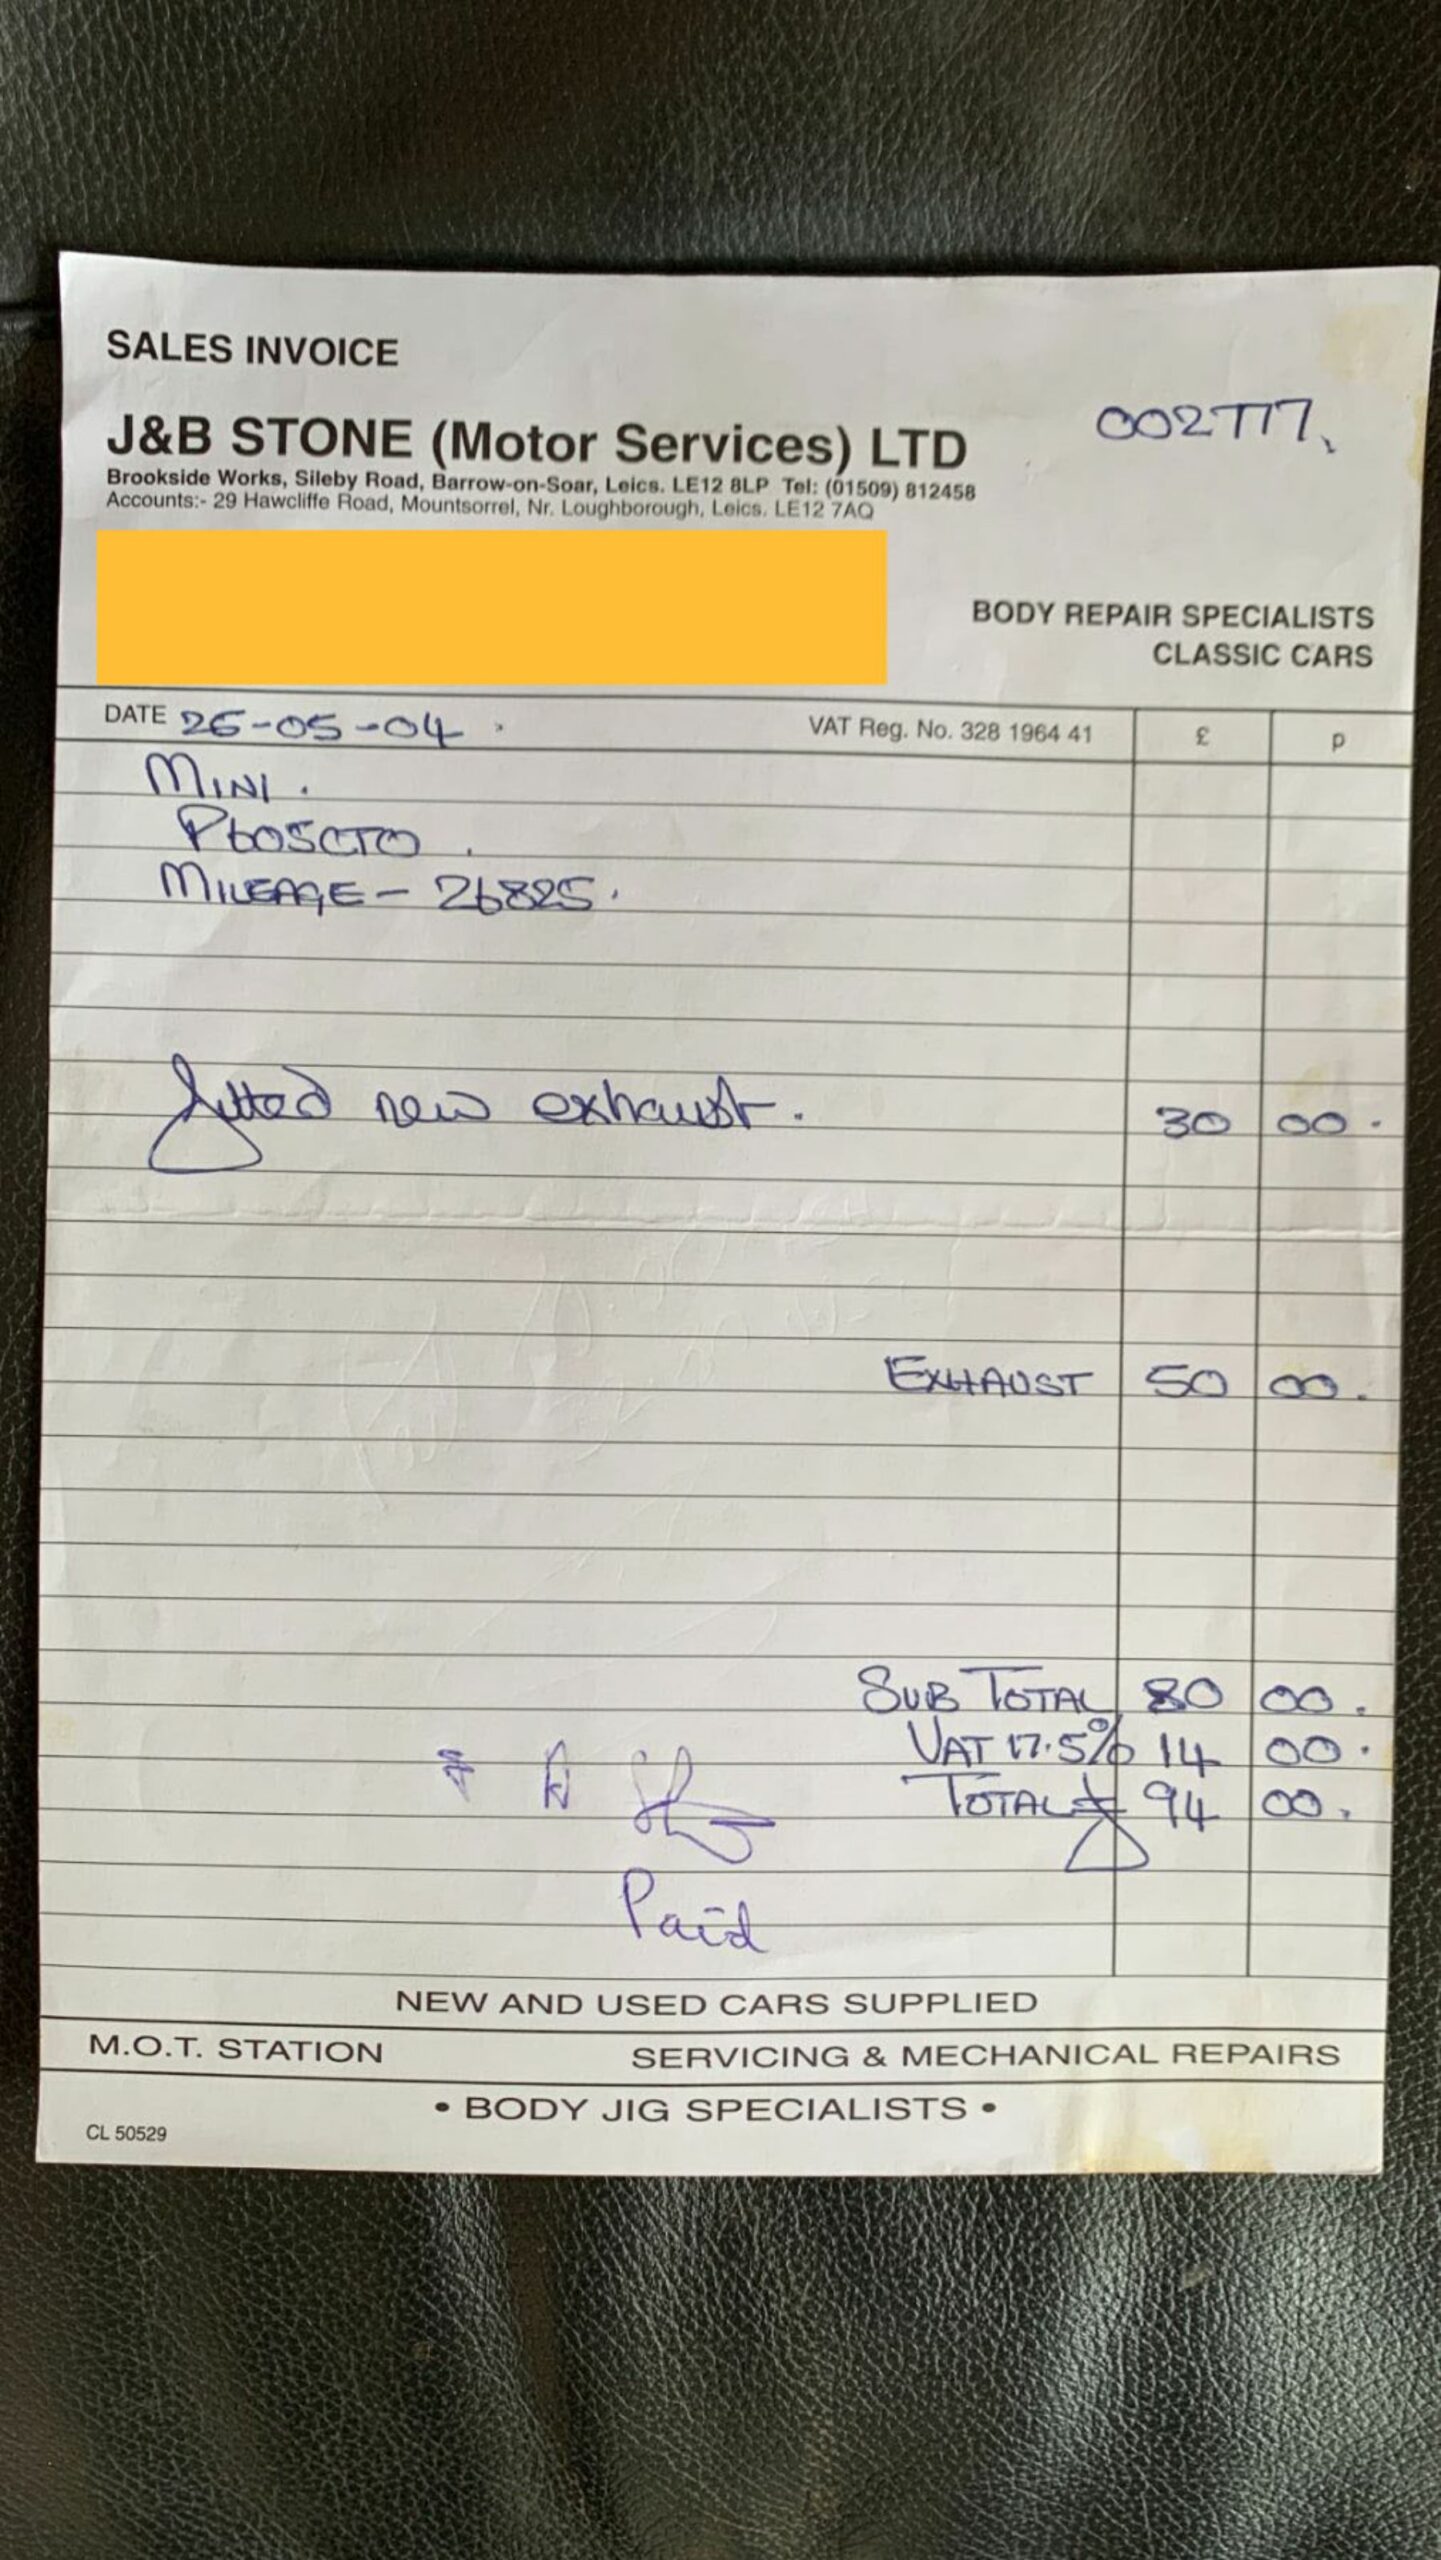 SALES INVOICE
J&B STONE (Motor Services) LTD
002777.
Brookside Works, Sileby Road, Barrow-on-Soar, Leics. LE12 8LP Tel: (01509) 812458
Accounts:- 29 Hawcliffe Road, Mountsorrel, Nr. Loughborough, Leics. LE12 7AQ
BODY REPAIR SPECIALISTS
CLASSIC CARS
DATE 26-05-04. VAT Reg. No. 328 1964 41 £ p
MINI.
P605CTO.
MILEAGE - 26825.
fitted new exhaust. 30 00.
EXHAUST 50 00.
SUB TOTAL 80 00.
VAT 17.5% 14 00.
TOTAL £ 94 00.
Paid
NEW AND USED CARS SUPPLIED
M.O.T. STATION SERVICING & MECHANICAL REPAIRS
• BODY JIG SPECIALISTS •
CL 50529